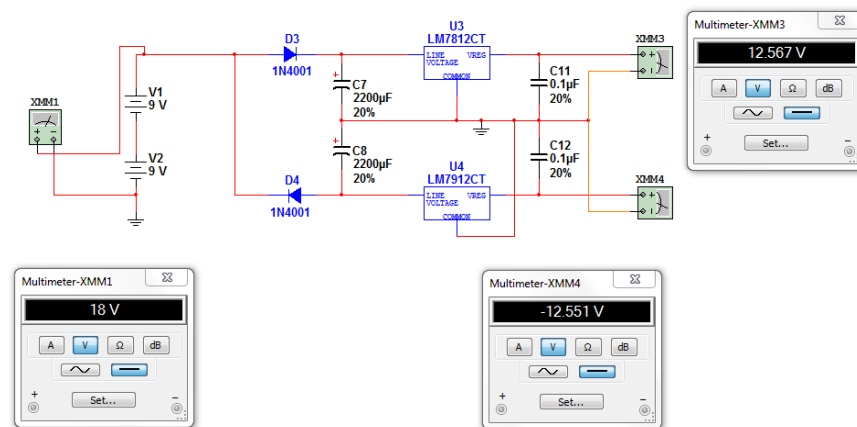 Multimeter-XMM3
12.567 V
A V Ω dB
+ −
Set...
U3
LM7812CT
LINE VREG
VOLTAGE
COMMON
D3
1N4001
XMM3
XMM1
V1
9 V
C7
2200µF
20%
C11
0.1µF
20%
V2
9 V
C8
2200µF
20%
C12
0.1µF
20%
D4
1N4001
U4
LM7912CT
LINE VREG
VOLTAGE
COMMON
XMM4
Multimeter-XMM1
18 V
A V Ω dB
+ −
Set...
Multimeter-XMM4
-12.551 V
A V Ω dB
+ −
Set...